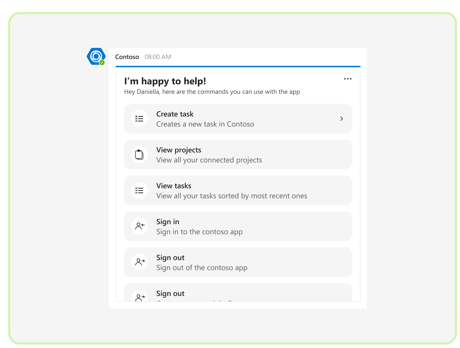 Contoso 08:00 AM
I'm happy to help!
Hey Daniella, here are the commands you can use with the app
Create task
Creates a new task in Contoso
View projects
View all your connected projects
View tasks
View all your tasks sorted by most recent ones
Sign in
Sign in to the contoso app
Sign out
Sign out of the contoso app
Sign out